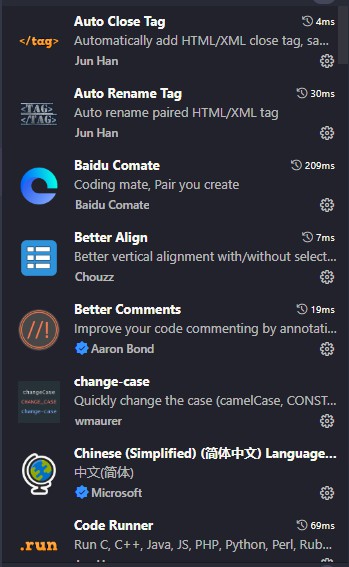 Auto Close Tag 4ms
</tag> Automatically add HTML/XML close tag, sa...
Jun Han
Auto Rename Tag 30ms
<TAG>
</TAG> Auto rename paired HTML/XML tag
Jun Han
Baidu Comate 209ms
Coding mate, Pair you create
Baidu Comate
Better Align 7ms
Better vertical alignment with/without select...
Chouzz
Better Comments 19ms
//! Improve your code commenting by annotati...
Aaron Bond
change-case
changeCase
CHANGE_CASE
change-case
Quickly change the case (camelCase, CONST...
wmaurer
Chinese (Simplified) (简体中文) Language...
中文(简体)
Microsoft
Code Runner 69ms
.run Run C, C++, Java, JS, PHP, Python, Perl, Rub...